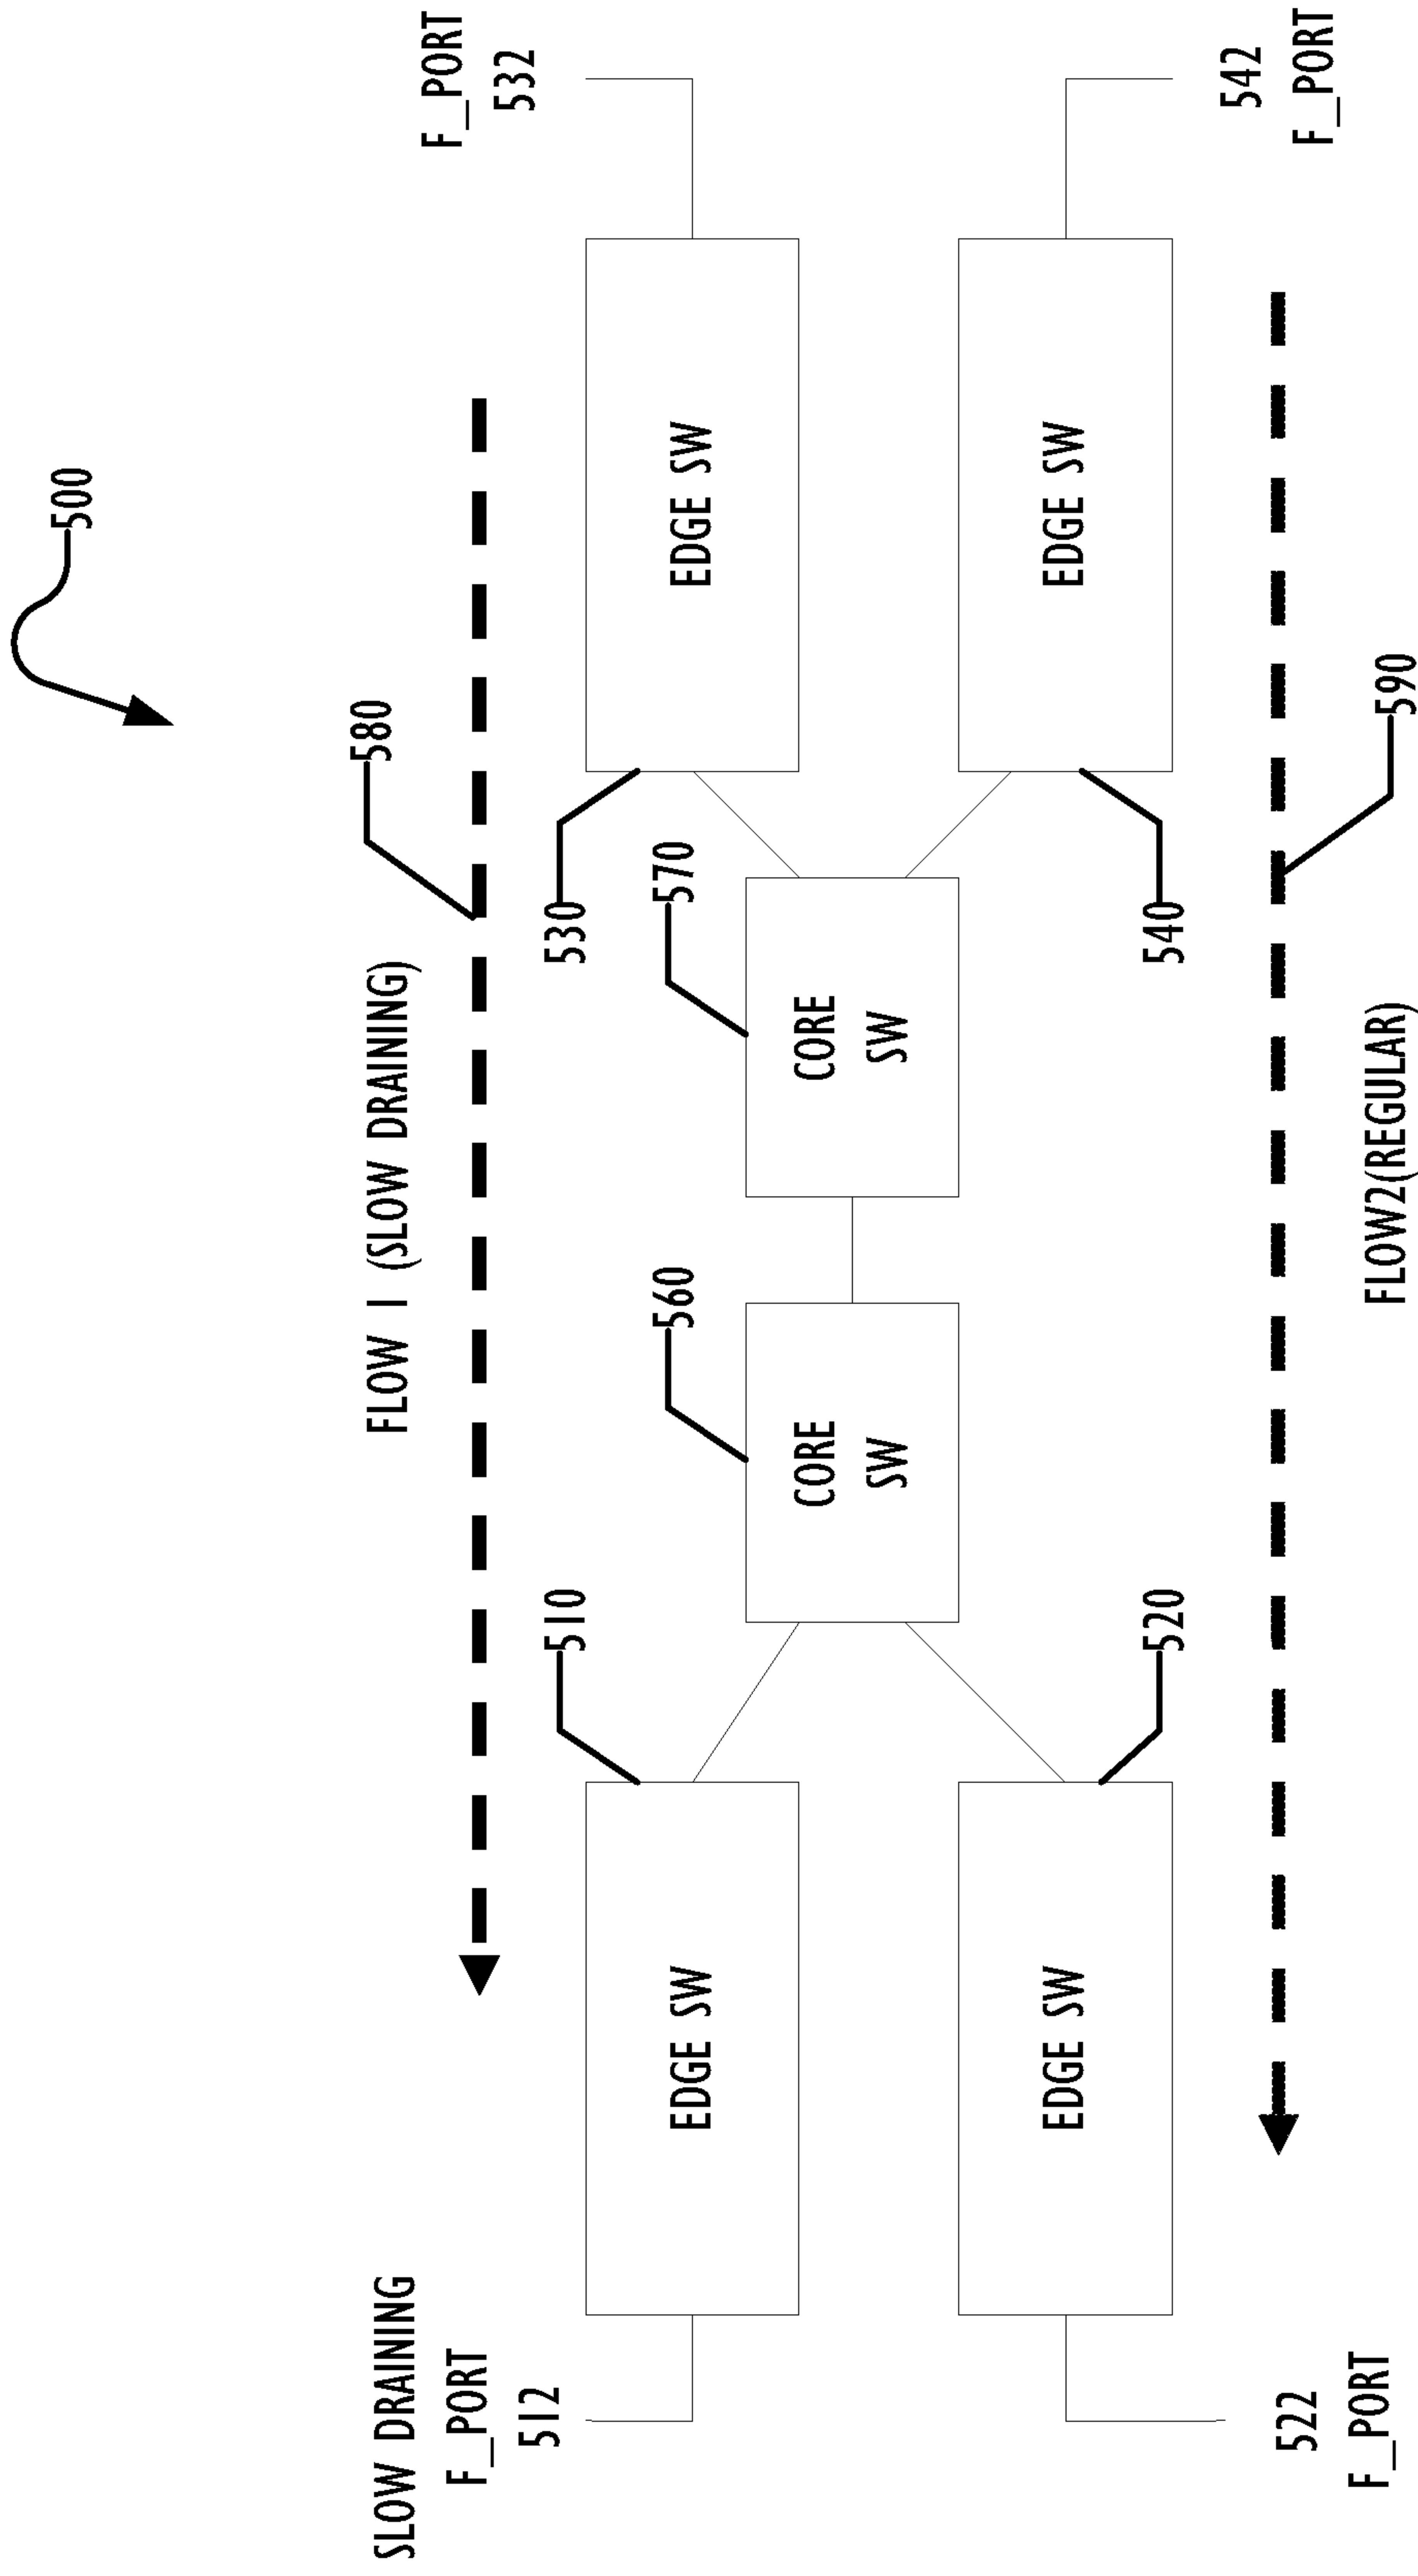 500
580
FLOW 1 (SLOW DRAINING)
SLOW DRAINING
F_PORT
512
F_PORT
532
510
530
560
570
EDGE SW
EDGE SW
CORE
SW
CORE
SW
EDGE SW
EDGE SW
520
540
522
F_PORT
542
F_PORT
FLOW2(REGULAR)
590